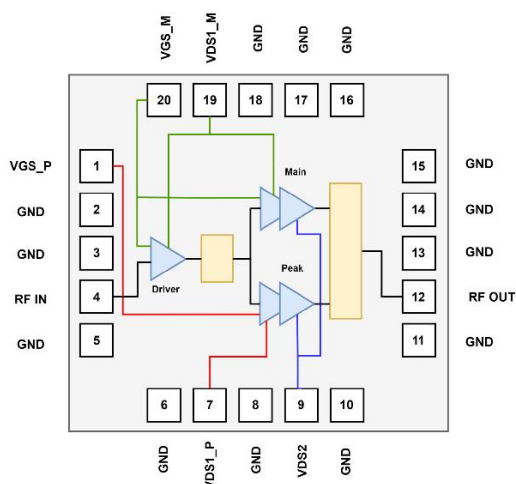 VGS_M
VDS1_M
GND
GND
GND
20
19
18
17
16
VGS_P
1
15
GND
Main
GND
2
14
GND
GND
3
13
GND
Peak
RF IN
4
Driver
12
RF OUT
GND
5
11
GND
6
7
8
9
10
GND
VDS1_P
GND
VDS2
GND